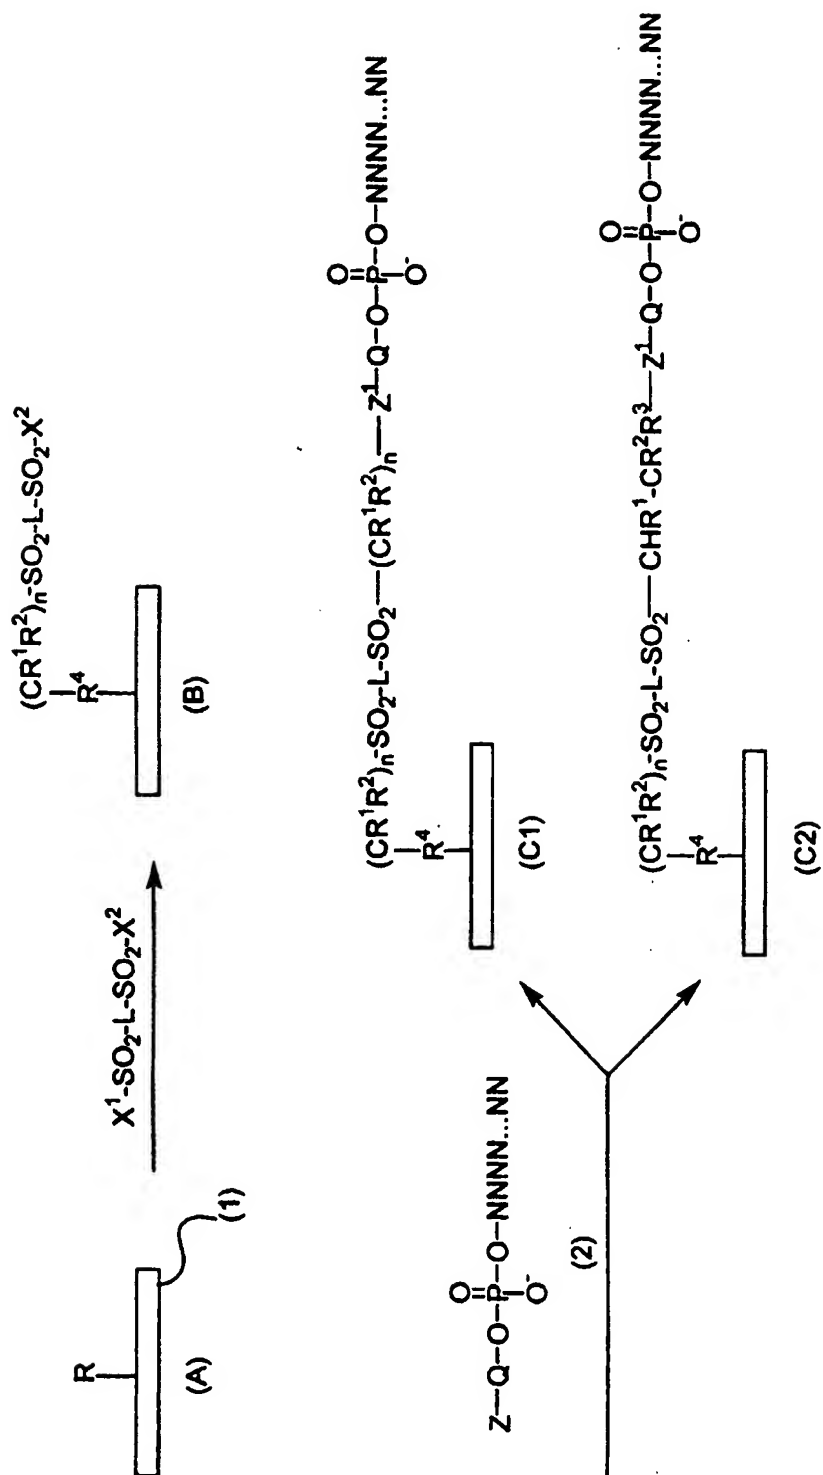 R
(A)
(1)
X¹-SO₂-L-SO₂-X²
(CR¹R²)ₙ-SO₂-L-SO₂-X²
R⁴
(B)
O
Z-Q-O-P-O-NNNN...NN
O⁻
(2)
O
(CR¹R²)ₙ-SO₂-L-SO₂-(CR¹R²)ₙ-Z¹-Q-O-P-O-NNNN...NN
O⁻
R⁴
(C1)
O
(CR¹R²)ₙ-SO₂-L-SO₂-CHR¹-CR²R³-Z¹-Q-O-P-O-NNNN...NN
O⁻
R⁴
(C2)